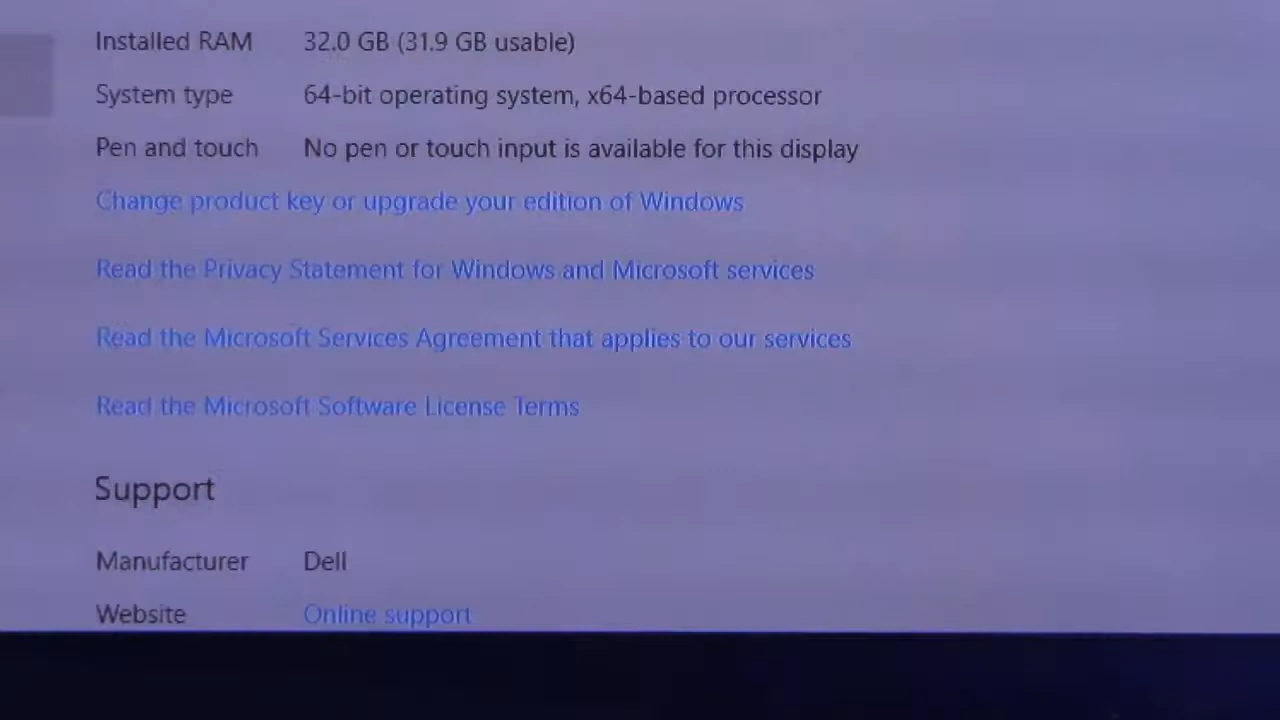 Installed RAM 32.0 GB (31.9 GB usable)
System type 64-bit operating system, x64-based processor
Pen and touch No pen or touch input is available for this display
Change product key or upgrade your edition of Windows
Read the Privacy Statement for Windows and Microsoft services
Read the Microsoft Services Agreement that applies to our services
Read the Microsoft Software License Terms
Support
Manufacturer Dell
Website Online support